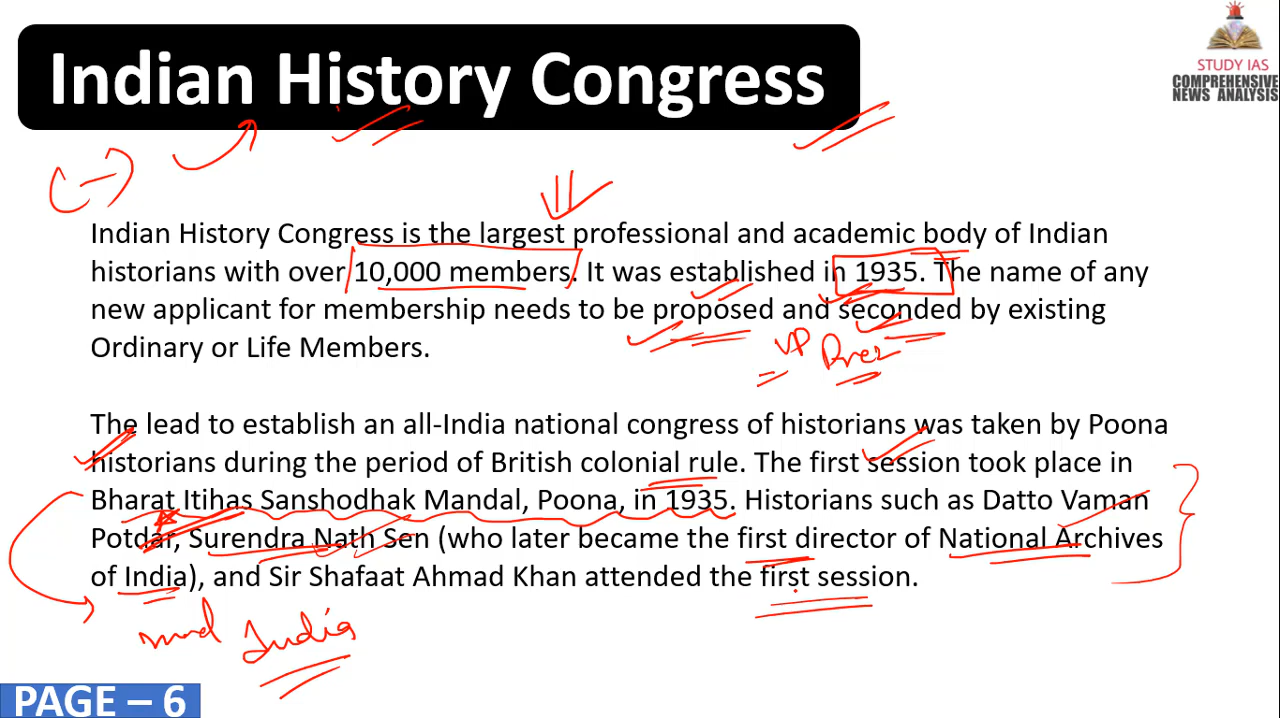 Indian History Congress
STUDY IAS
COMPREHENSIVE
NEWS ANALYSIS
Indian History Congress is the largest professional and academic body of Indian
historians with over 10,000 members. It was established in 1935. The name of any
new applicant for membership needs to be proposed and seconded by existing
Ordinary or Life Members.
VP Prez
The lead to establish an all-India national congress of historians was taken by Poona
historians during the period of British colonial rule. The first session took place in
Bharat Itihas Sanshodhak Mandal, Poona, in 1935. Historians such as Datto Vaman
Potdar, Surendra Nath Sen (who later became the first director of National Archives
of India), and Sir Shafaat Ahmad Khan attended the first session.
India
PAGE – 6